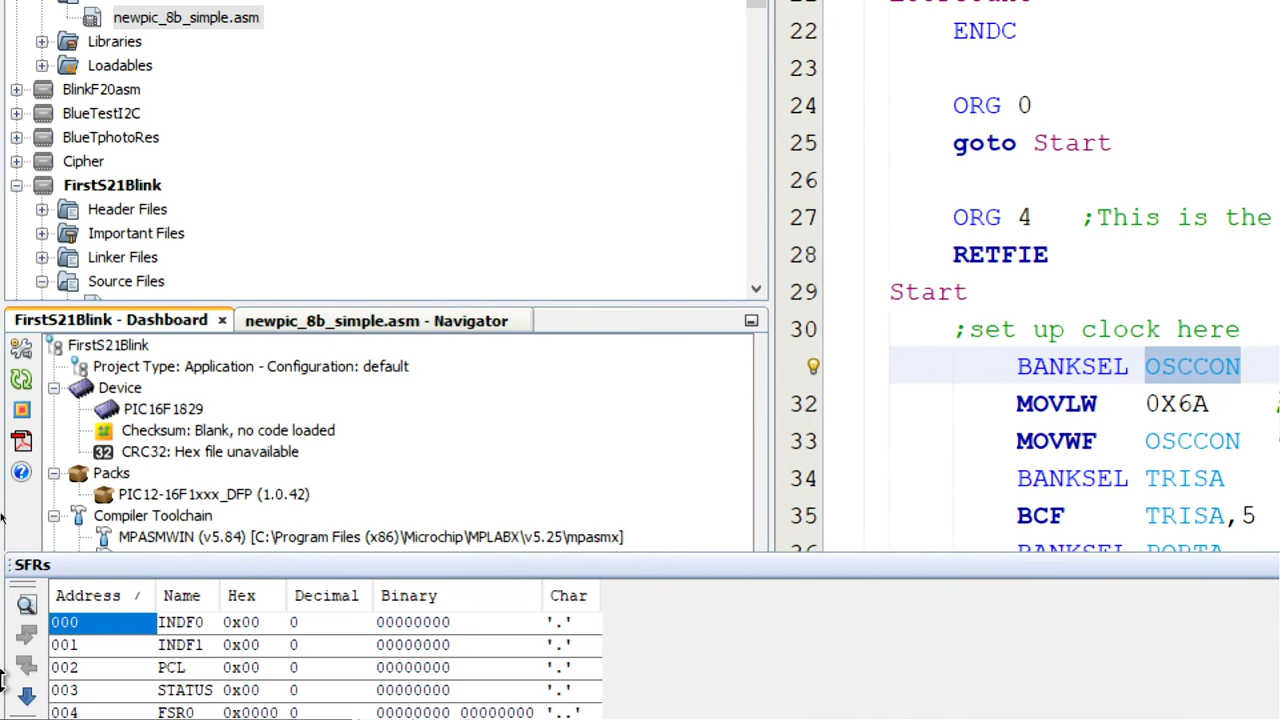 newpic_8b_simple.asm
Libraries
Loadables
BlinkF20asm
BlueTestI2C
BlueTphotoRes
Cipher
FirstS21Blink
Header Files
Important Files
Linker Files
Source Files
FirstS21Blink - Dashboard ×
newpic_8b_simple.asm - Navigator
FirstS21Blink
Project Type: Application - Configuration: default
Device
PIC16F1829
Checksum: Blank, no code loaded
32 CRC32: Hex file unavailable
Packs
PIC12-16F1xxx_DFP (1.0.42)
Compiler Toolchain
MPASMWIN (v5.84) [C:\Program Files (x86)\Microchip\MPLABX\v5.25\mpasmx]
22 ENDC
23
24 ORG 0
25 goto Start
26
27 ORG 4 ;This is the
28 RETFIE
29 Start
30 ;set up clock here
BANKSEL OSCCON
32 MOVLW 0X6A ;
33 MOVWF OSCCON
34 BANKSEL TRISA
35 BCF TRISA,5
36 BANKSEL PORTA
SFRs
Address / Name Hex Decimal Binary Char
000 INDF0 0x00 0 00000000 '.'
001 INDF1 0x00 0 00000000 '.'
002 PCL 0x00 0 00000000 '.'
003 STATUS 0x00 0 00000000 '.'
004 FSR0 0x0000 0 00000000 00000000 '..'